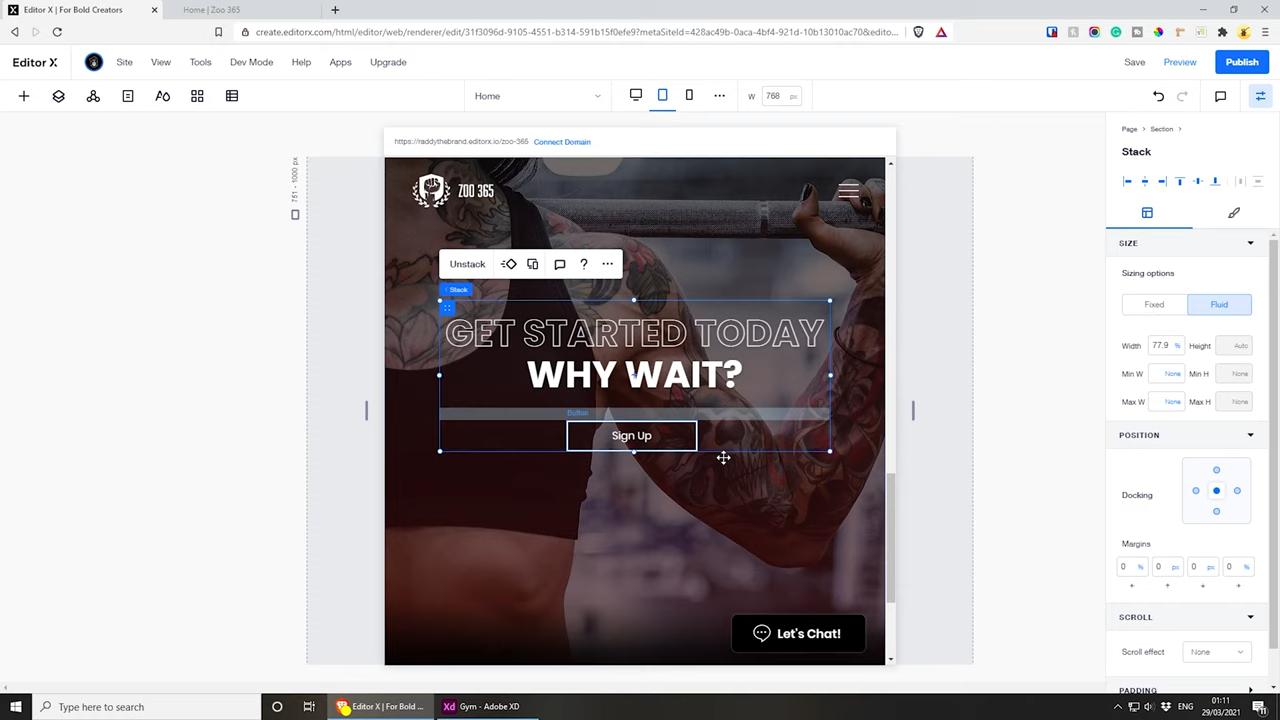 Editor X | For Bold Creators
Home | Zoo 365
create.editorx.com/html/editor/web/renderer/edit/31f3096d-9105-4551-b314-591b15f0efe9?metaSiteId=428ac49b-0aca-4bf4-921d-10b13010ac70&edito...
Editor X
Site
View
Tools
Dev Mode
Help
Apps
Upgrade
Save
Preview
Publish
Home
W
768
px
Page > Section >
Stack
https://raddythebrand.editorx.io/zoo-365
Connect Domain
751 - 1000 px
ZOO 365
Unstack
Stack
GET STARTED TODAY
WHY WAIT?
Button
Sign Up
Let's Chat!
SIZE
Sizing options
Fixed
Fluid
Width
77.9
%
Height
Auto
Min W
None
Min H
None
Max W
None
Max H
None
POSITION
Docking
Margins
0 %
0 px
0 px
0 %
SCROLL
Scroll effect
None
PADDING
Type here to search
Editor X | For Bold ...
Gym - Adobe XD
ENG
01:11
29/03/2021